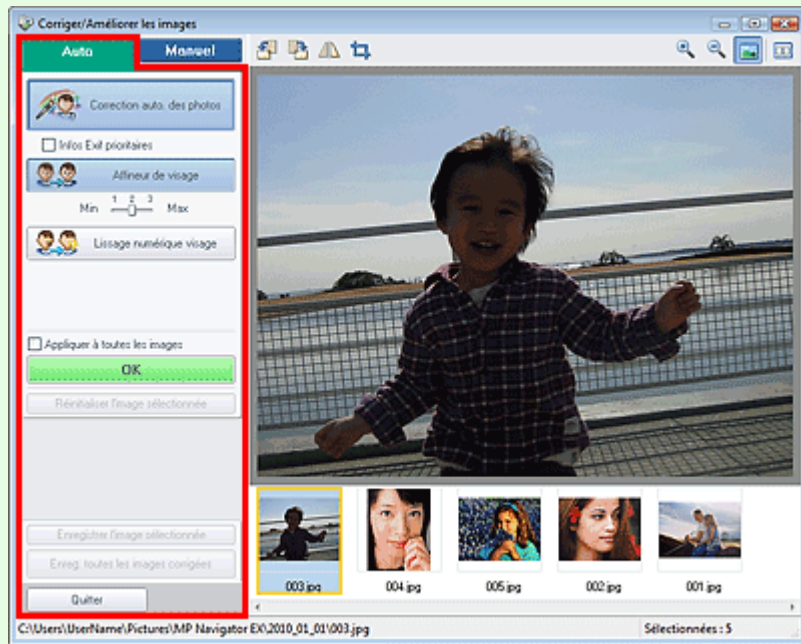 Corriger/Améliorer les images
Auto Manuel
Correction auto. des photos
Infos Exif prioritaires
Affineur de visage
1 2 3
Min Max
Lissage numérique visage
Appliquer à toutes les images
OK
Réinitialiser l'image sélectionnée
Enregistrer l'image sélectionnée
Enreg. toutes les images corrigées
Quitter
003.jpg 004.jpg 005.jpg 002.jpg 001.jpg
C:\Users\UserName\Pictures\MP Navigator EX\2010_01_01\003.jpg Sélectionnées : 5